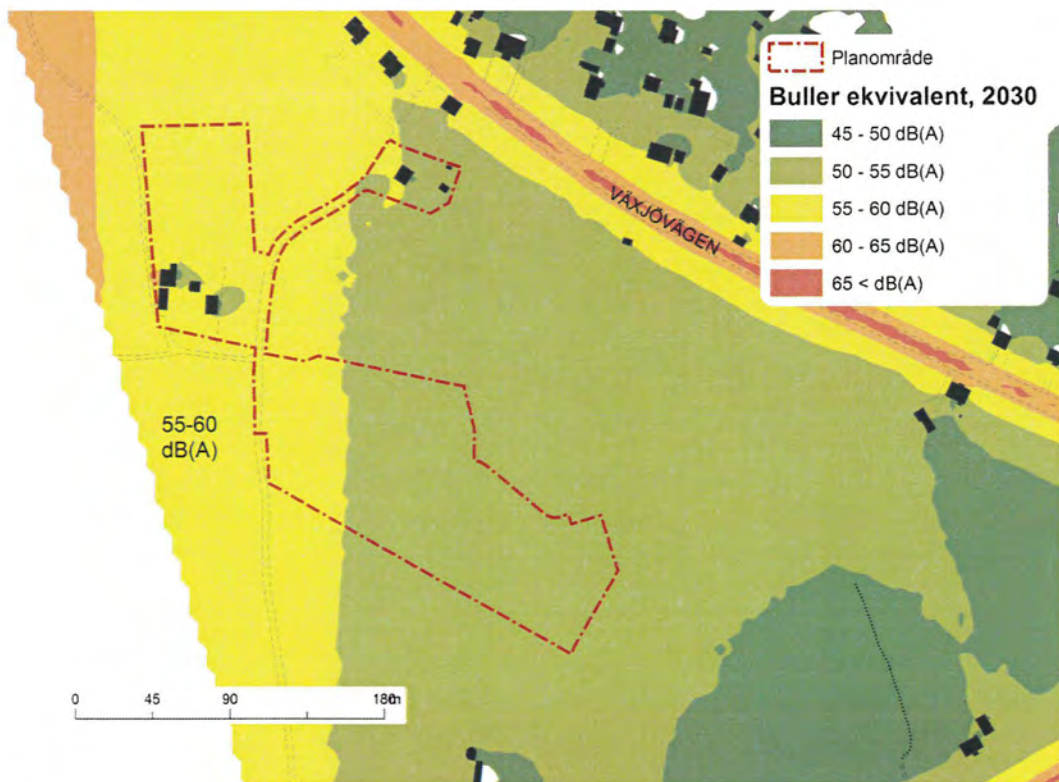 Planområde
Buller ekvivalent, 2030
45 - 50 dB(A)
50 - 55 dB(A)
55 - 60 dB(A)
60 - 65 dB(A)
65 < dB(A)
VÄXJÖVÄGEN
55-60
dB(A)
0 45 90 180m